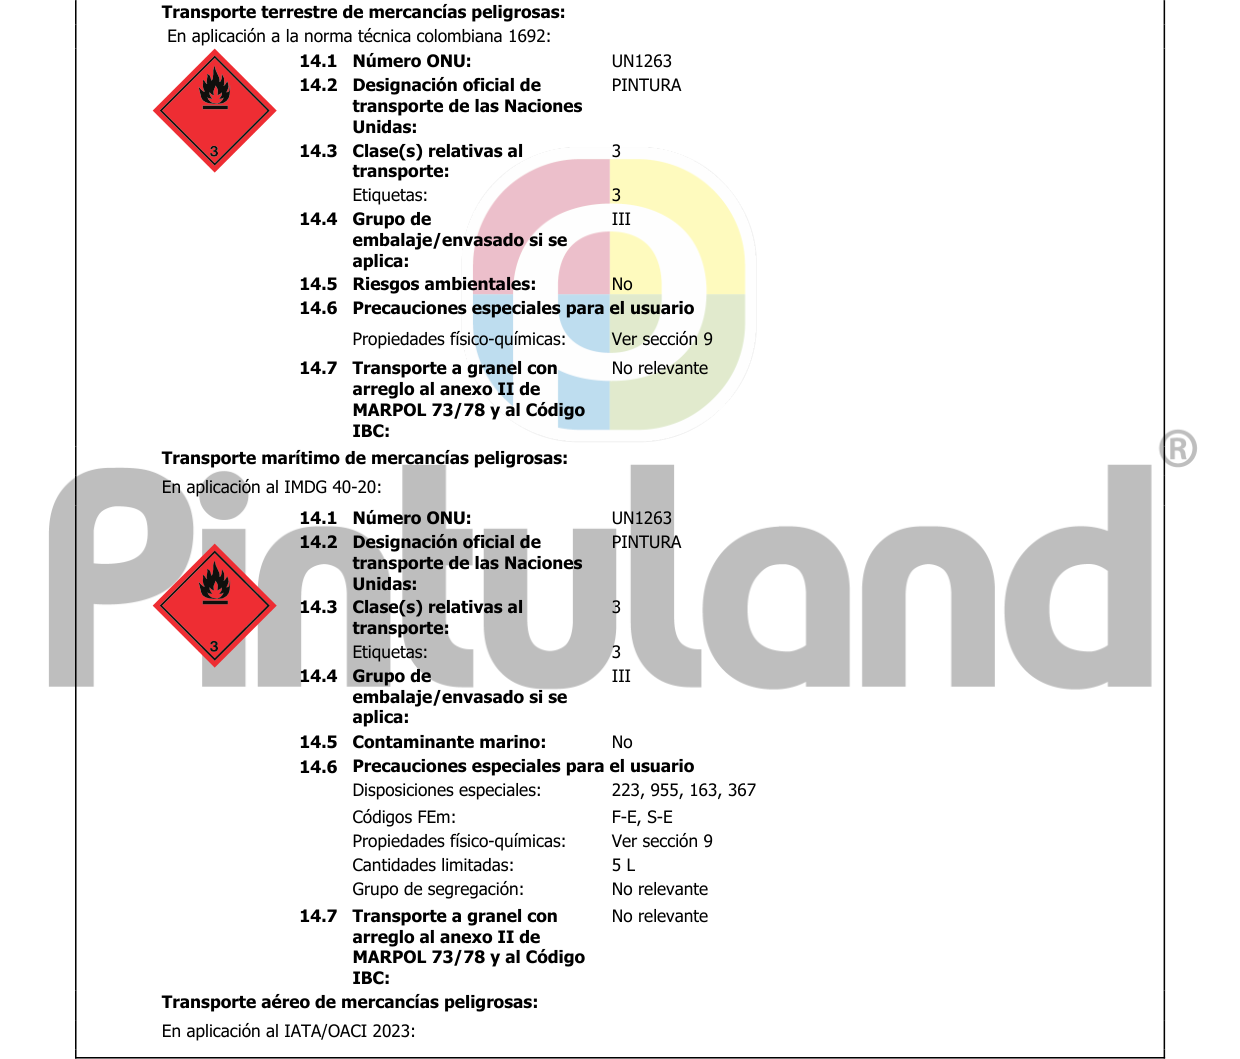 Transporte terrestre de mercancías peligrosas:
En aplicación a la norma técnica colombiana 1692:
14.1 Número ONU: UN1263
14.2 Designación oficial de PINTURA
transporte de las Naciones
Unidas:
14.3 Clase(s) relativas al 3
transporte:
Etiquetas: 3
14.4 Grupo de III
embalaje/envasado si se
aplica:
14.5 Riesgos ambientales: No
14.6 Precauciones especiales para el usuario
Propiedades físico-químicas: Ver sección 9
14.7 Transporte a granel con No relevante
arreglo al anexo II de
MARPOL 73/78 y al Código
IBC:
3
Transporte marítimo de mercancías peligrosas:
En aplicación al IMDG 40-20:
14.1 Número ONU: UN1263
14.2 Designación oficial de PINTURA
transporte de las Naciones
Unidas:
14.3 Clase(s) relativas al 3
transporte:
Etiquetas: 3
14.4 Grupo de III
embalaje/envasado si se
aplica:
14.5 Contaminante marino: No
14.6 Precauciones especiales para el usuario
Disposiciones especiales: 223, 955, 163, 367
Códigos FEm: F-E, S-E
Propiedades físico-químicas: Ver sección 9
Cantidades limitadas: 5 L
Grupo de segregación: No relevante
14.7 Transporte a granel con No relevante
arreglo al anexo II de
MARPOL 73/78 y al Código
IBC:
3
Transporte aéreo de mercancías peligrosas:
En aplicación al IATA/OACI 2023:
Pintuland®